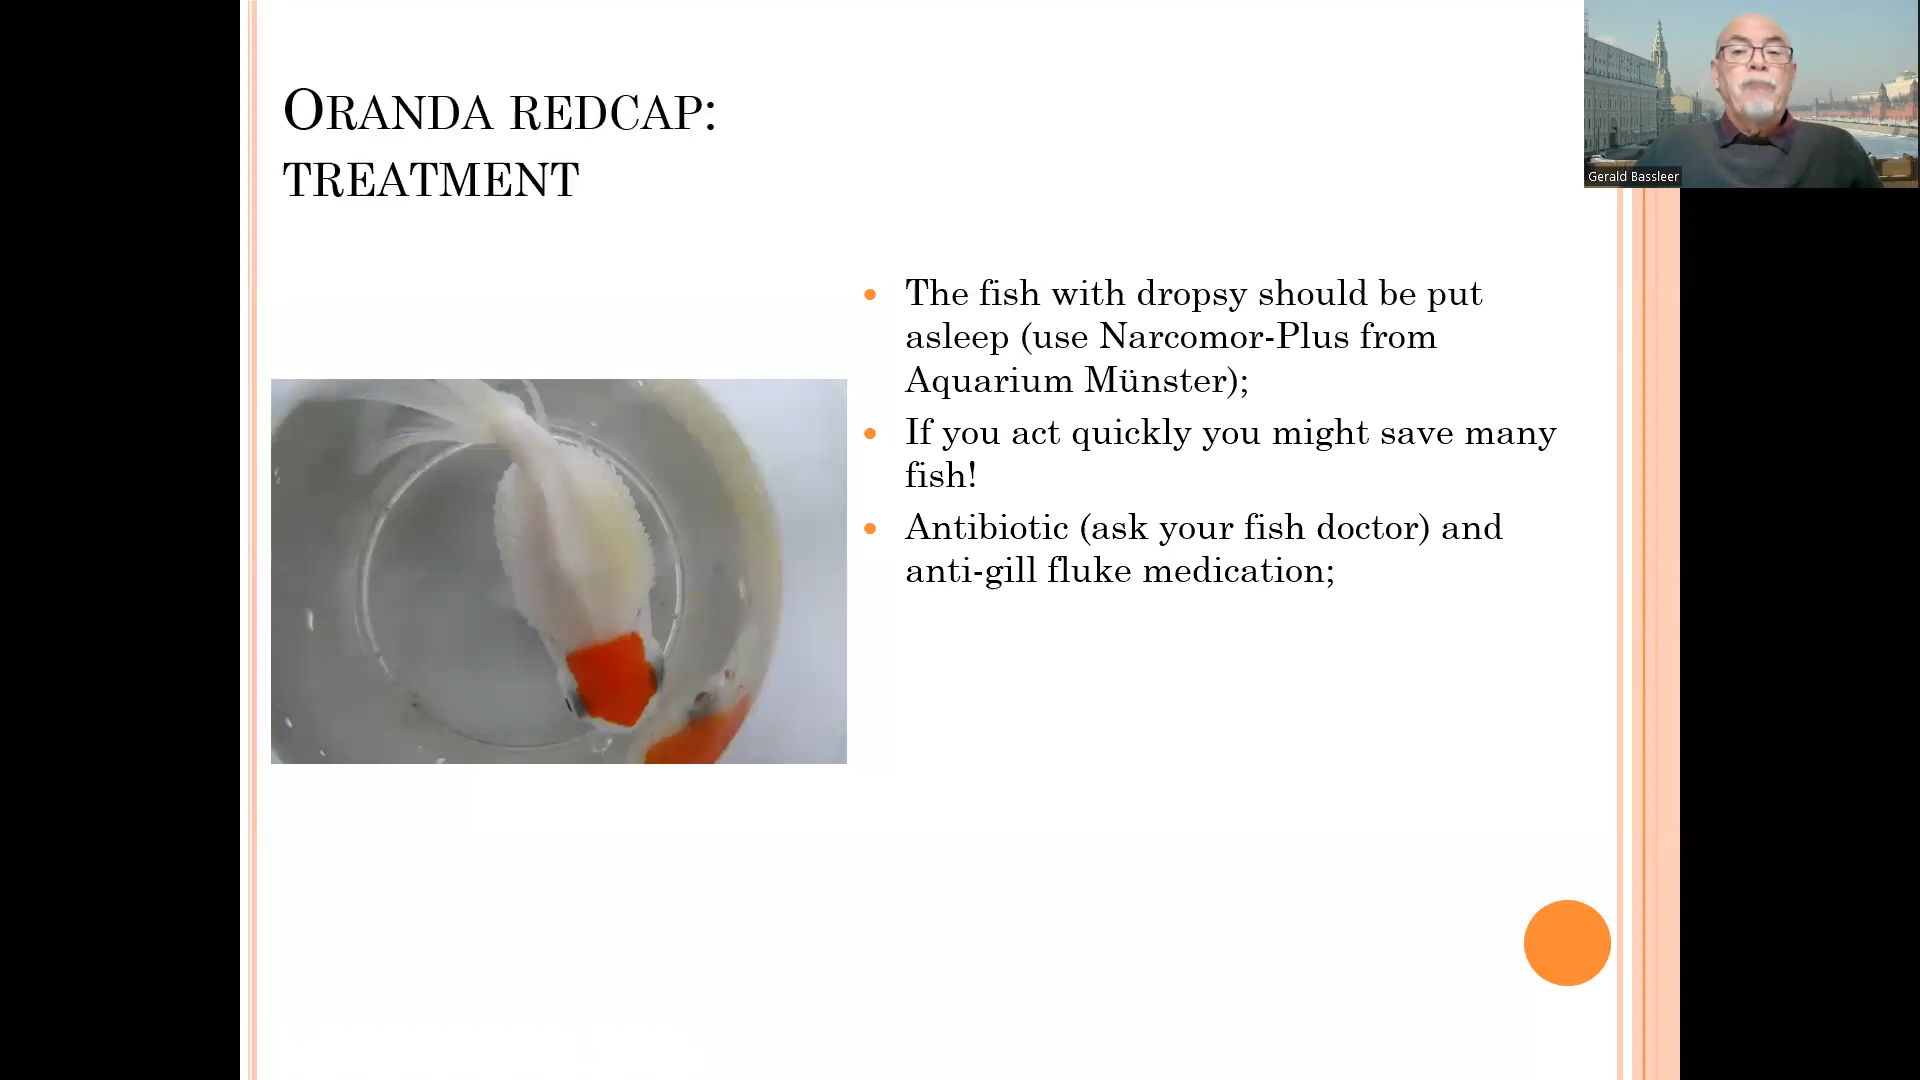 ORANDA REDCAP:
TREATMENT
The fish with dropsy should be put
asleep (use Narcomor-Plus from
Aquarium Münster);
If you act quickly you might save many
fish!
Antibiotic (ask your fish doctor) and
anti-gill fluke medication;
Gerald Bassleer